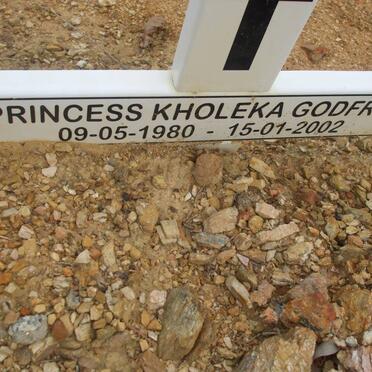 PRINCESS KHOLEKA GODFR
09-05-1980 - 15-01-2002